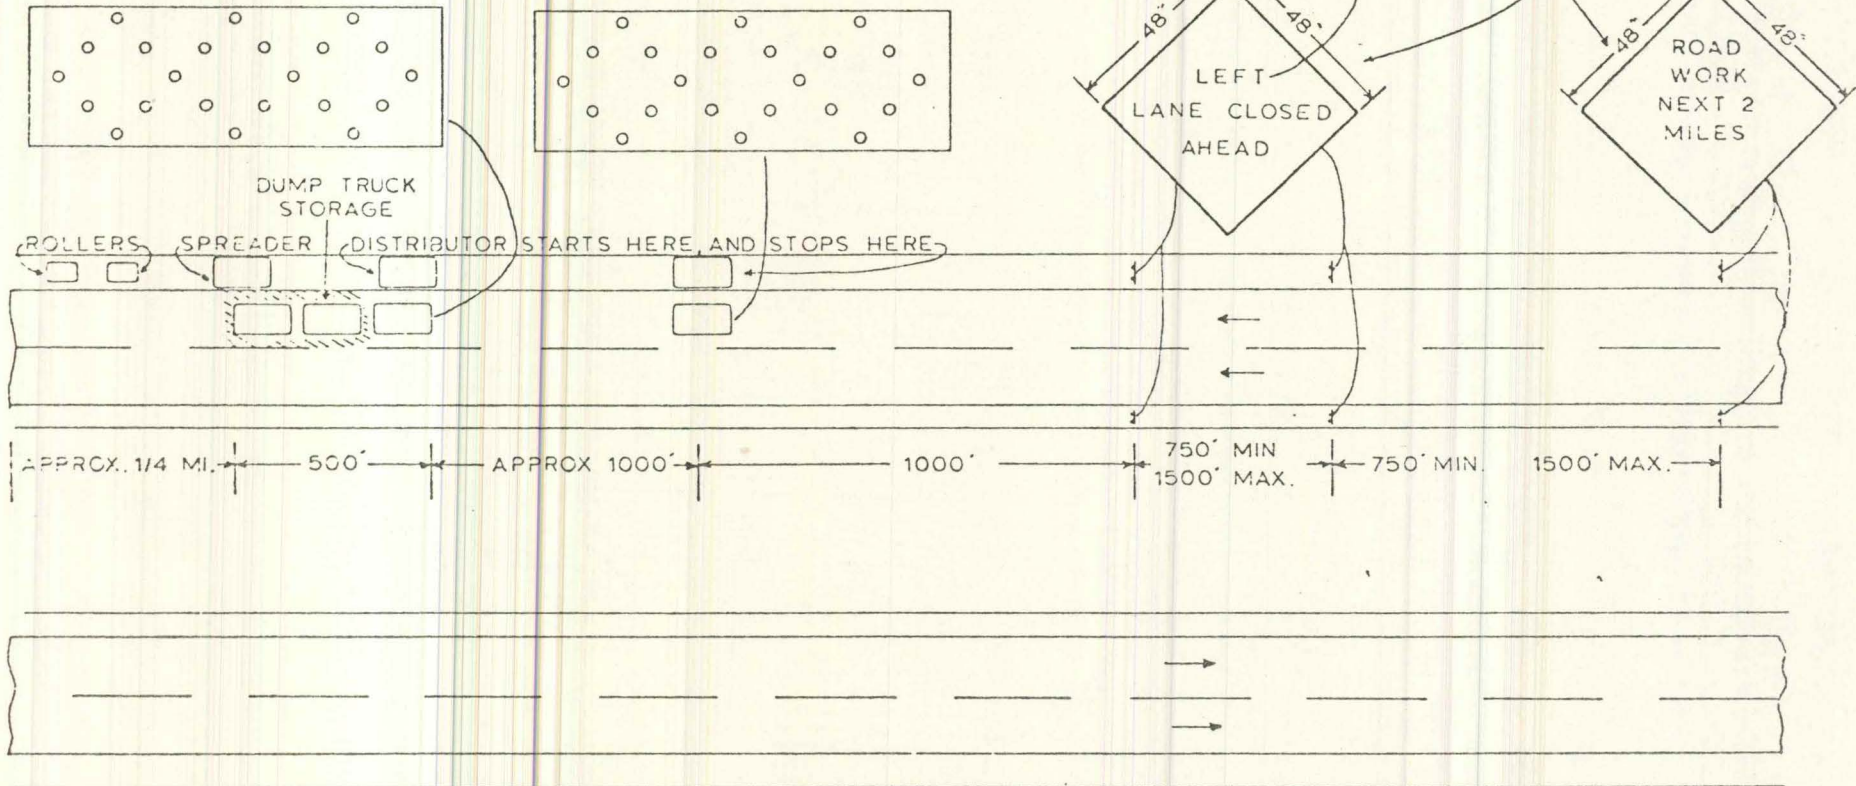 48"
48"
48"
48"
LEFT
LANE CLOSED
AHEAD
ROAD
WORK
NEXT 2
MILES
DUMP TRUCK
STORAGE
ROLLERS
SPREADER
DISTRIBUTOR STARTS HERE AND STOPS HERE
APPROX. 1/4 MI.
500'
APPROX 1000'
1000'
750' MIN
1500' MAX.
750' MIN. 1500' MAX.